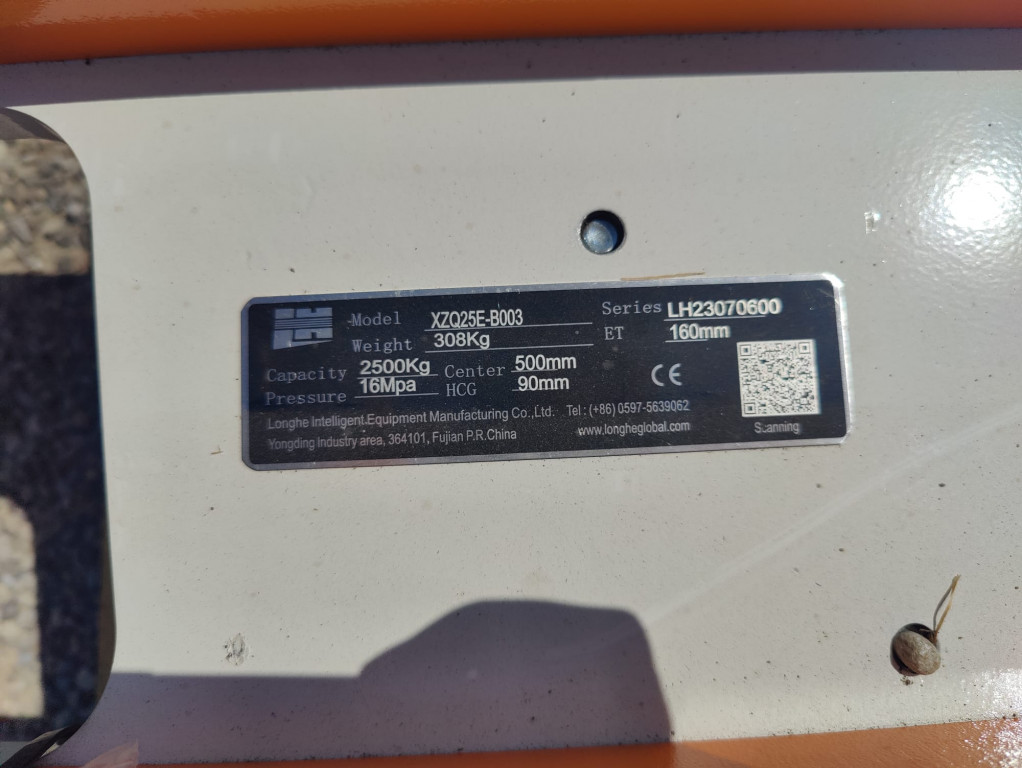 Model XZQ25E-B003 Series LH23070600
Weight 308Kg ET 160mm
Capacity 2500Kg Center 500mm
Pressure 16Mpa HCG 90mm
CE
Longhe Intelligent Equipment Manufacturing Co.,Ltd. Tel : (+86) 0597-5639062
Yongding Industry area, 364101, Fujian P.R.China www.longheglobal.com Scanning